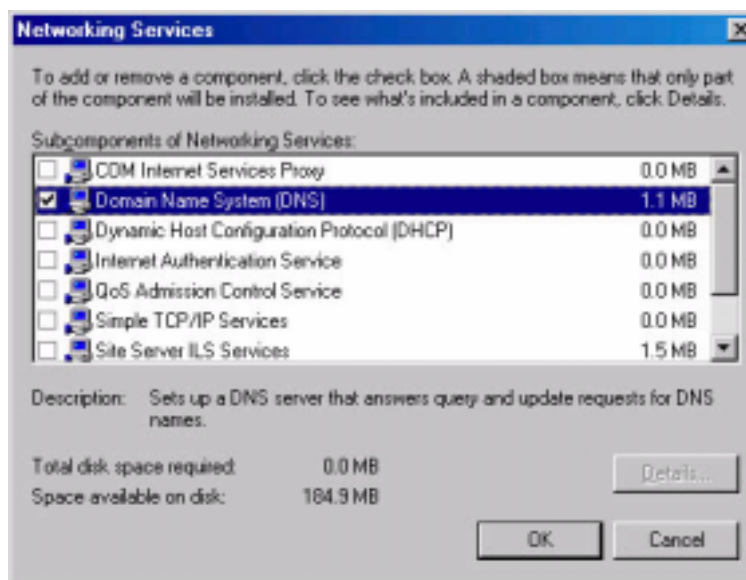 Networking Services
To add or remove a component, click the check box. A shaded box means that only part
of the component will be installed. To see what's included in a component, click Details.
Subcomponents of Networking Services:
COM Internet Services Proxy 0.0 MB
Domain Name System (DNS) 1.1 MB
Dynamic Host Configuration Protocol (DHCP) 0.0 MB
Internet Authentication Service 0.0 MB
QoS Admission Control Service 0.0 MB
Simple TCP/IP Services 0.0 MB
Site Server ILS Services 1.5 MB
Description: Sets up a DNS server that answers query and update requests for DNS
names.
Total disk space required: 0.0 MB
Space available on disk: 184.9 MB
Details...
OK Cancel